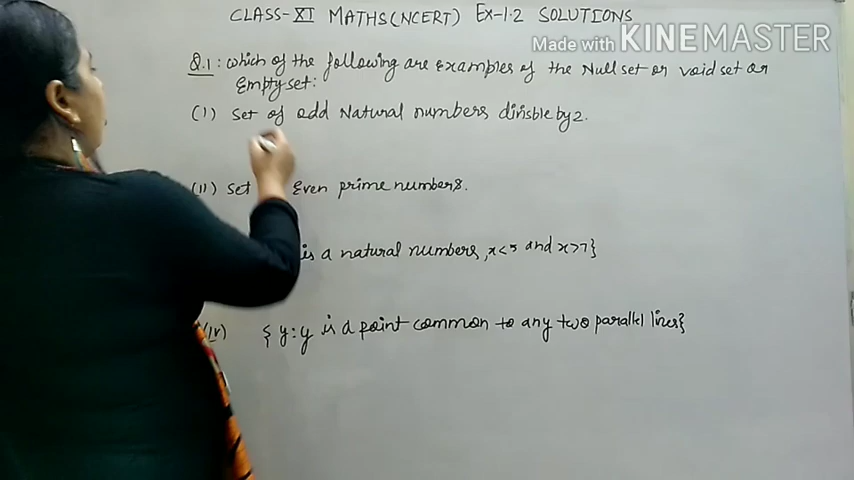 CLASS-XI MATHS(NCERT) Ex-1.2 SOLUTIONS
Made with KINEMASTER
Q.1: which of the following are Examples of the Null set or void set or
Empty set:
(I) Set of odd Natural numbers divisble by 2.
(II) Set Even prime numbers.
is a natural numbers, x<5 and x>7}
(IV) { y: y is a point common to any two parallel lines}